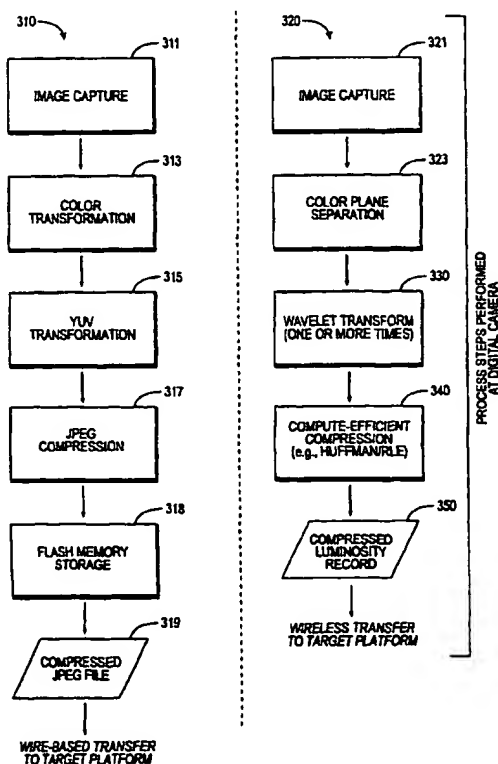 310
311
IMAGE CAPTURE
313
COLOR
TRANSFORMATION
315
YUV
TRANSFORMATION
317
JPEG
COMPRESSION
318
FLASH MEMORY
STORAGE
319
COMPRESSED
JPEG FILE
WIRE-BASED TRANSFER
TO TARGET PLATFORM
320
321
IMAGE CAPTURE
323
COLOR PLANE
SEPARATION
330
WAVELET TRANSFORM
(ONE OR MORE TIMES)
340
COMPUTE-EFFICIENT
COMPRESSION
(e.g., HUFFMAN/RLE)
350
COMPRESSED
LUMINOSITY
RECORD
WIRELESS TRANSFER
TO TARGET PLATFORM
PROCESS STEPS PERFORMED
AT DIGITAL CAMERA